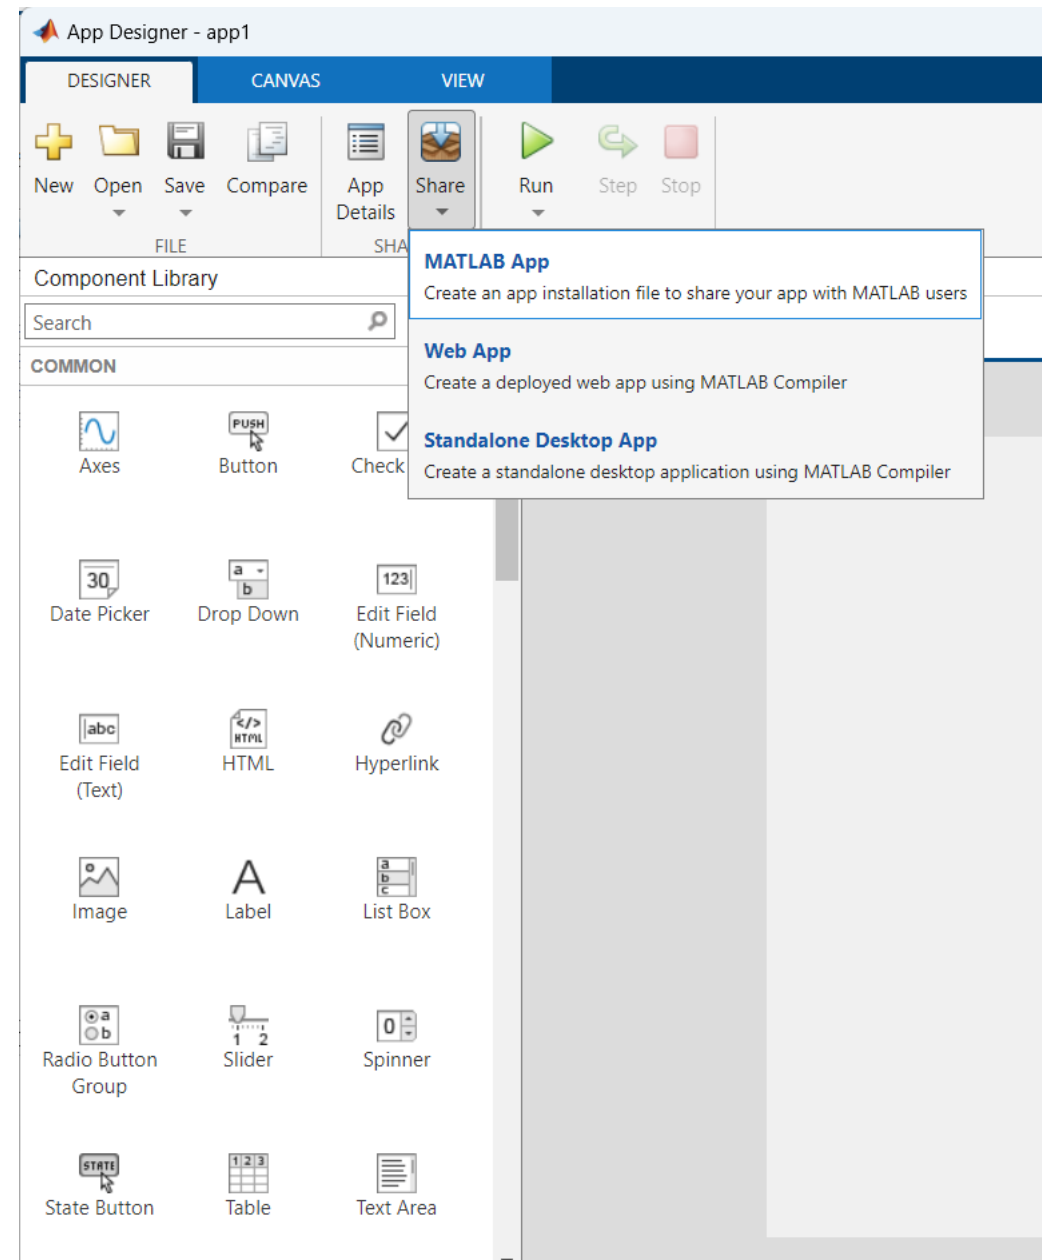 App Designer - app1
DESIGNER CANVAS VIEW
New Open Save Compare App Details Share Run Step Stop
FILE SHA
MATLAB App
Create an app installation file to share your app with MATLAB users
Web App
Create a deployed web app using MATLAB Compiler
Standalone Desktop App
Create a standalone desktop application using MATLAB Compiler
Component Library
Search
COMMON
PUSH
Axes Button Check
30 a b 123
Date Picker Drop Down Edit Field (Numeric)
abc </> HTML
Edit Field (Text) HTML Hyperlink
A a b c
Image Label List Box
a b 1 2 0
Radio Button Group Slider Spinner
STATE 1 2 3
State Button Table Text Area